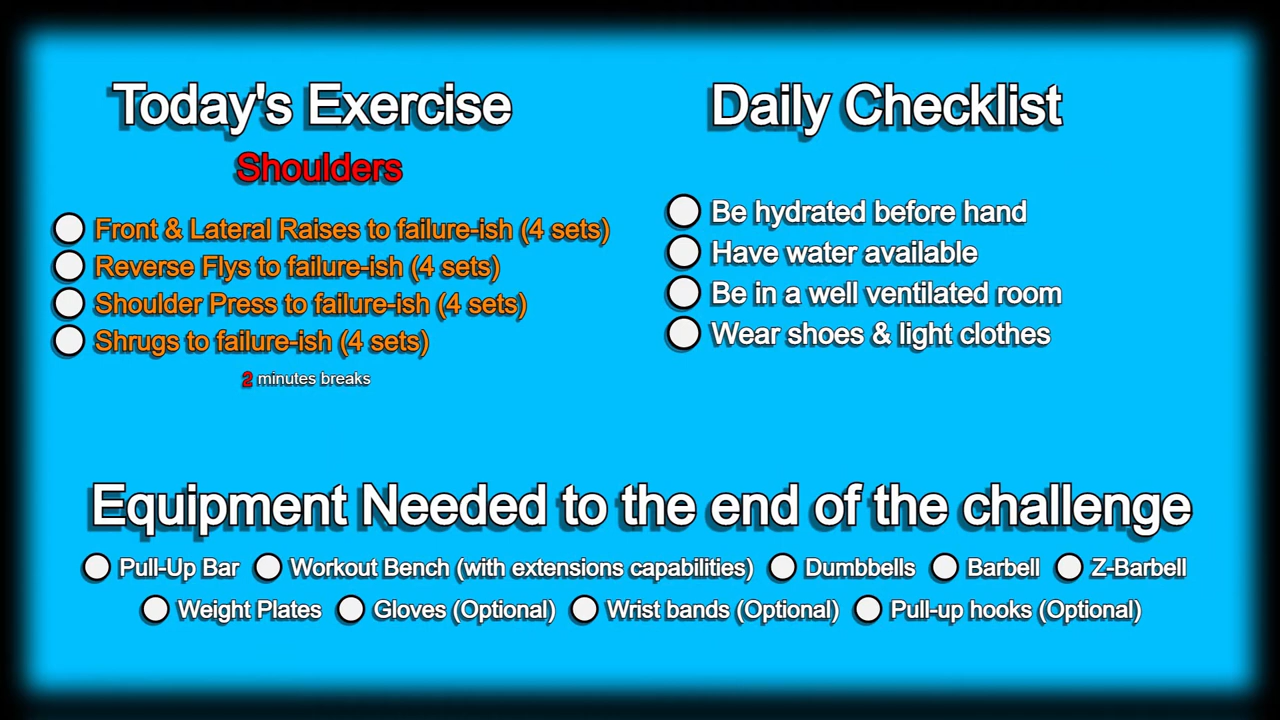 Today's Exercise
Shoulders
Front & Lateral Raises to failure-ish (4 sets)
Reverse Flys to failure-ish (4 sets)
Shoulder Press to failure-ish (4 sets)
Shrugs to failure-ish (4 sets)
2 minutes breaks
Daily Checklist
Be hydrated before hand
Have water available
Be in a well ventilated room
Wear shoes & light clothes
Equipment Needed to the end of the challenge
Pull-Up Bar Workout Bench (with extensions capabilities) Dumbbells Barbell Z-Barbell
Weight Plates Gloves (Optional) Wrist bands (Optional) Pull-up hooks (Optional)